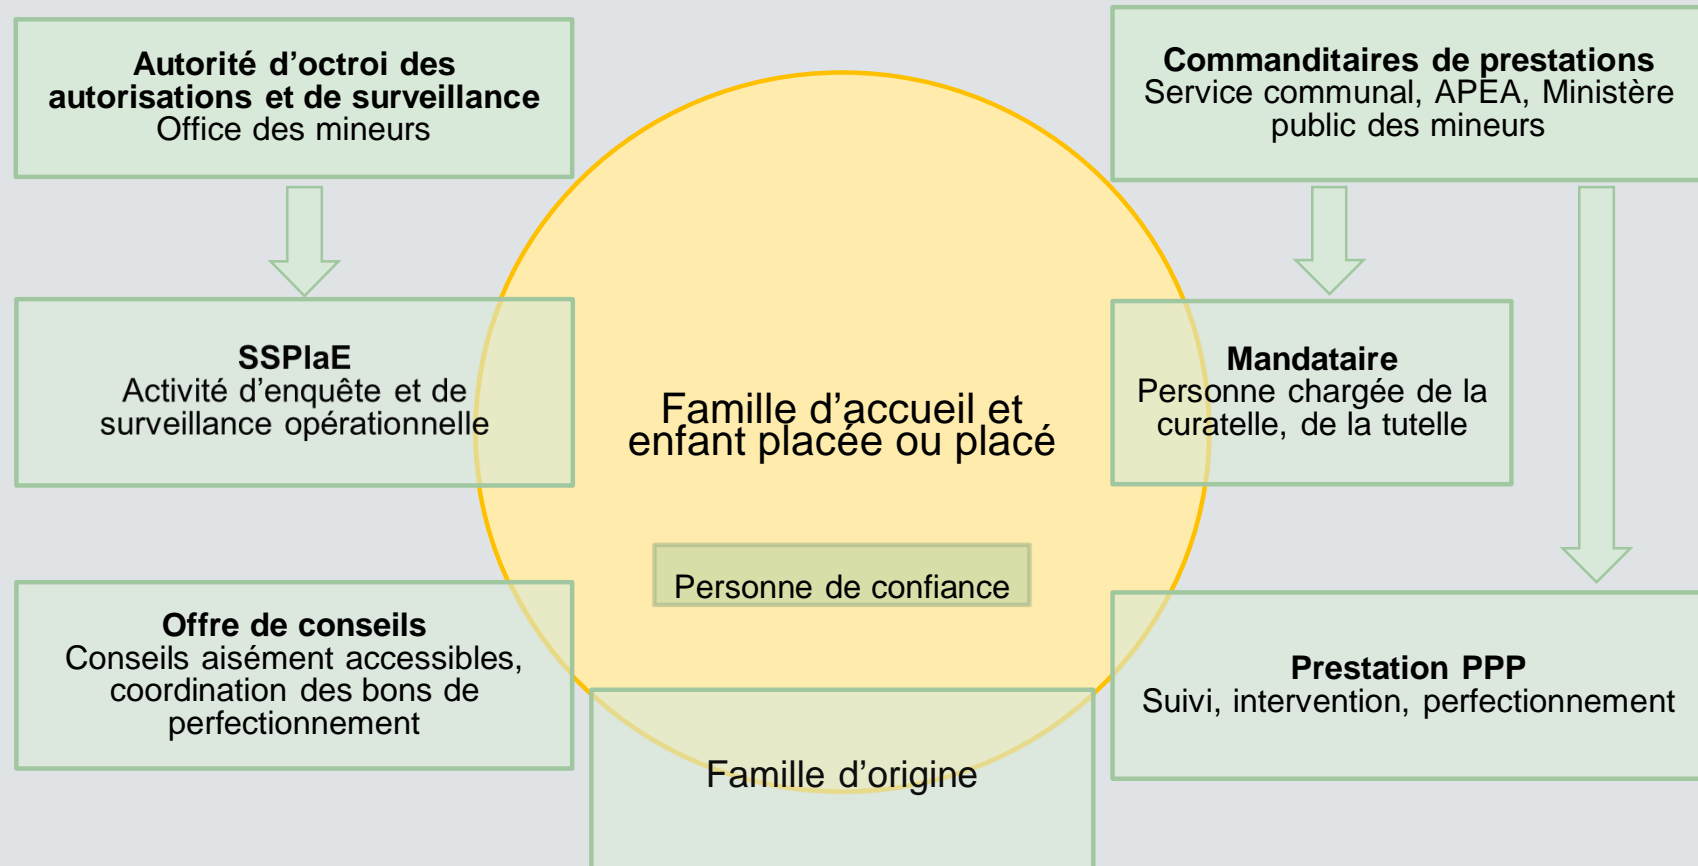 Autorité d’octroi des
autorisations et de surveillance
Office des mineurs
Commanditaires de prestations
Service communal, APEA, Ministère
public des mineurs
SSPlaE
Activité d’enquête et de
surveillance opérationnelle
Famille d’accueil et
enfant placée ou placé
Mandataire
Personne chargée de la
curatelle, de la tutelle
Personne de confiance
Offre de conseils
Conseils aisément accessibles,
coordination des bons de
perfectionnement
Prestation PPP
Suivi, intervention, perfectionnement
Famille d’origine